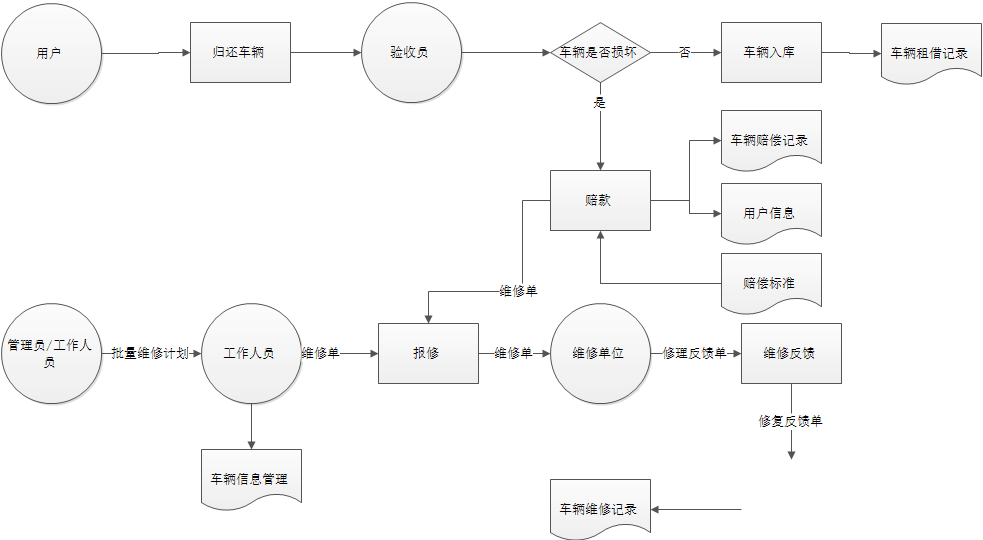 用户
归还车辆
验收员
车辆是否损坏
否
车辆入库
车辆租借记录
是
车辆赔偿记录
赔款
用户信息
赔偿标准
维修单
管理员/工作人
员
批量维修计划
工作人员
维修单
报修
维修单
维修单位
修理反馈单
维修反馈
修复反馈单
车辆信息管理
车辆维修记录